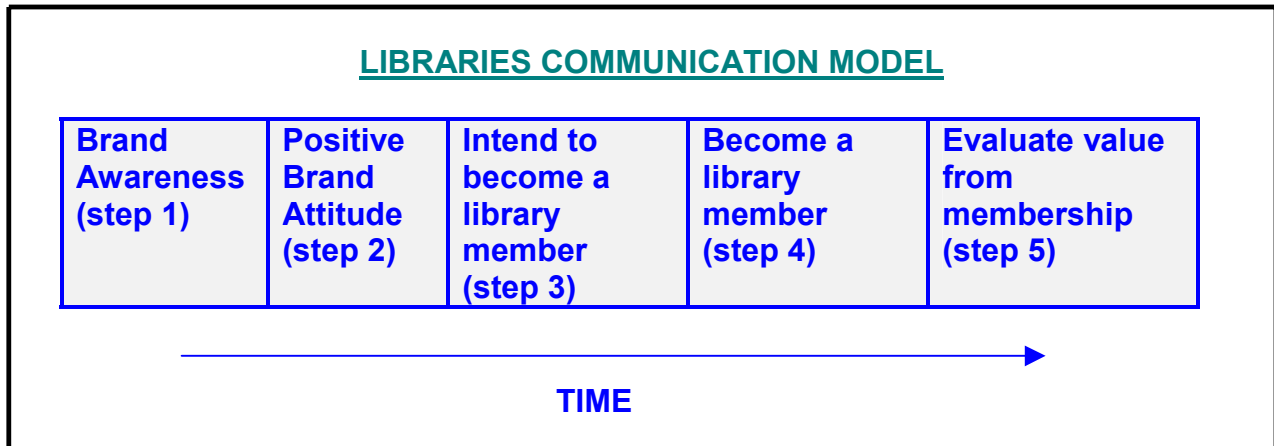 LIBRARIES COMMUNICATION MODEL
Brand
Awareness
(step 1)
Positive
Brand
Attitude
(step 2)
Intend to
become a
library
member
(step 3)
Become a
library
member
(step 4)
Evaluate value
from
membership
(step 5)
TIME